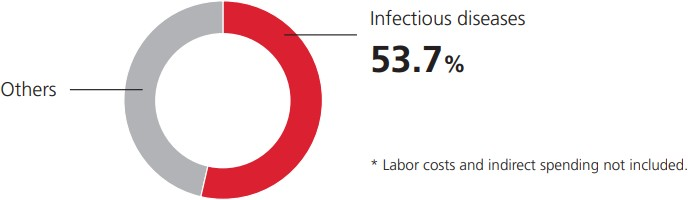 Infectious diseases
53.7%
Others
* Labor costs and indirect spending not included.